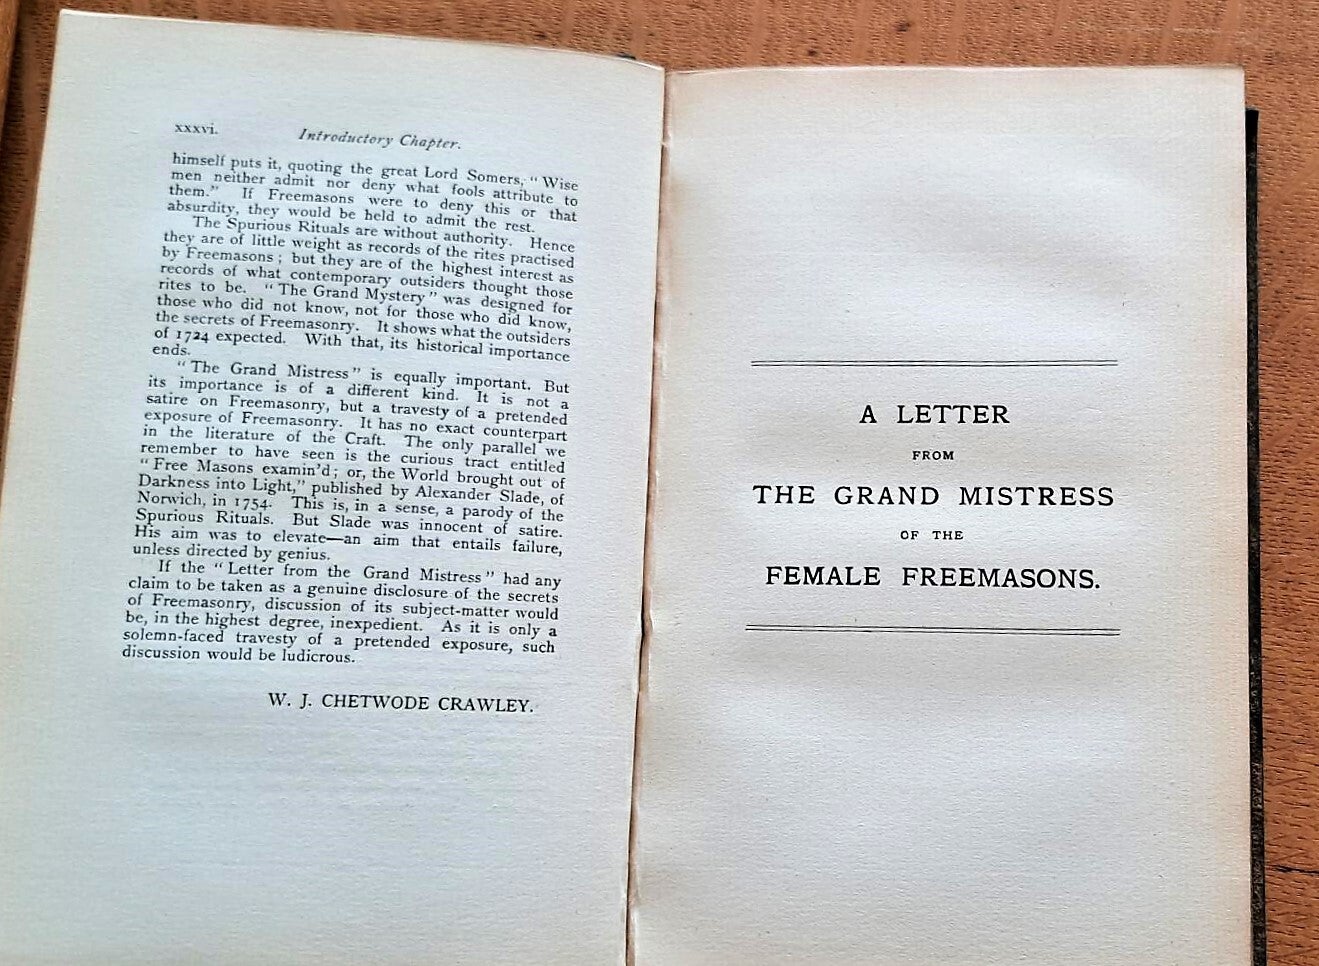 xxxvi. Introductory Chapter.
himself puts it, quoting the great Lord Somers, " Wise
men neither admit nor deny what fools attribute to
them." If Freemasons were to deny this or that
absurdity, they would be held to admit the rest.
The Spurious Rituals are without authority. Hence
they are of little weight as records of the rites practised
by Freemasons ; but they are of the highest interest as
records of what contemporary outsiders thought those
rites to be. " The Grand Mystery " was designed for
those who did not know, not for those who did know,
the secrets of Freemasonry. It shows what the outsiders
of 1724 expected. With that, its historical importance
ends.
" The Grand Mistress " is equally important. But
its importance is of a different kind. It is not a
satire on Freemasonry, but a travesty of a pretended
exposure of Freemasonry. It has no exact counterpart
in the literature of the Craft. The only parallel we
remember to have seen is the curious tract entitled
" Free Masons examin'd ; or, the World brought out of
Darkness into Light," published by Alexander Slade, of
Norwich, in 1754. This is, in a sense, a parody of the
Spurious Rituals. But Slade was innocent of satire.
His aim was to elevate—an aim that entails failure,
unless directed by genius.
If the " Letter from the Grand Mistress " had any
claim to be taken as a genuine disclosure of the secrets
of Freemasonry, discussion of its subject-matter would
be, in the highest degree, inexpedient. As it is only a
solemn-faced travesty of a pretended exposure, such
discussion would be ludicrous.
W. J. CHETWODE CRAWLEY.
A LETTER
FROM
THE GRAND MISTRESS
OF THE
FEMALE FREEMASONS.